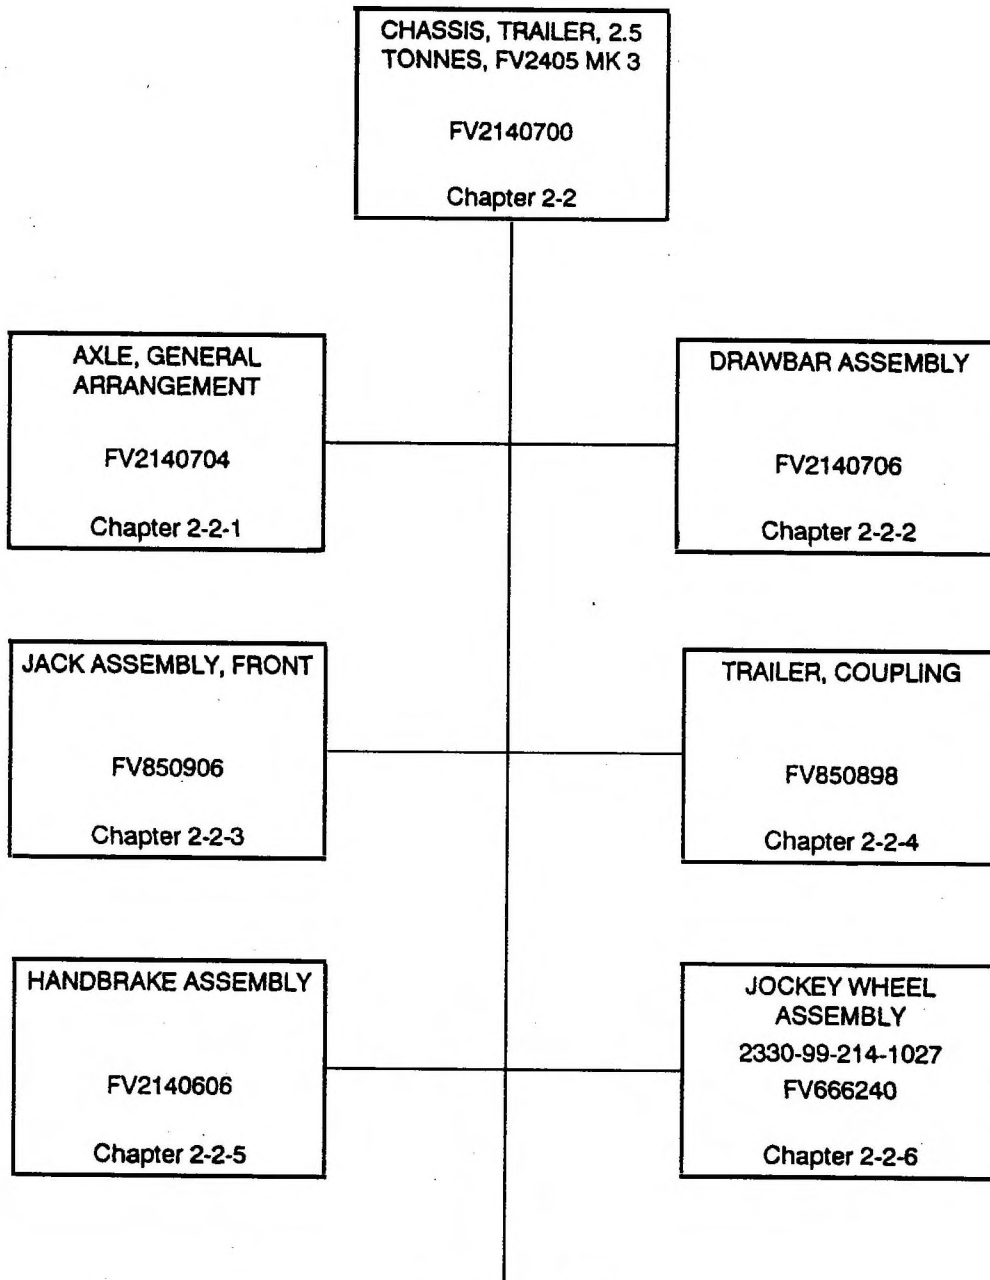 CHASSIS, TRAILER, 2.5
TONNES, FV2405 MK 3
FV2140700
Chapter 2-2
AXLE, GENERAL
ARRANGEMENT
FV2140704
Chapter 2-2-1
DRAWBAR ASSEMBLY
FV2140706
Chapter 2-2-2
JACK ASSEMBLY, FRONT
FV850906
Chapter 2-2-3
TRAILER, COUPLING
FV850898
Chapter 2-2-4
HANDBRAKE ASSEMBLY
FV2140606
Chapter 2-2-5
JOCKEY WHEEL
ASSEMBLY
2330-99-214-1027
FV666240
Chapter 2-2-6